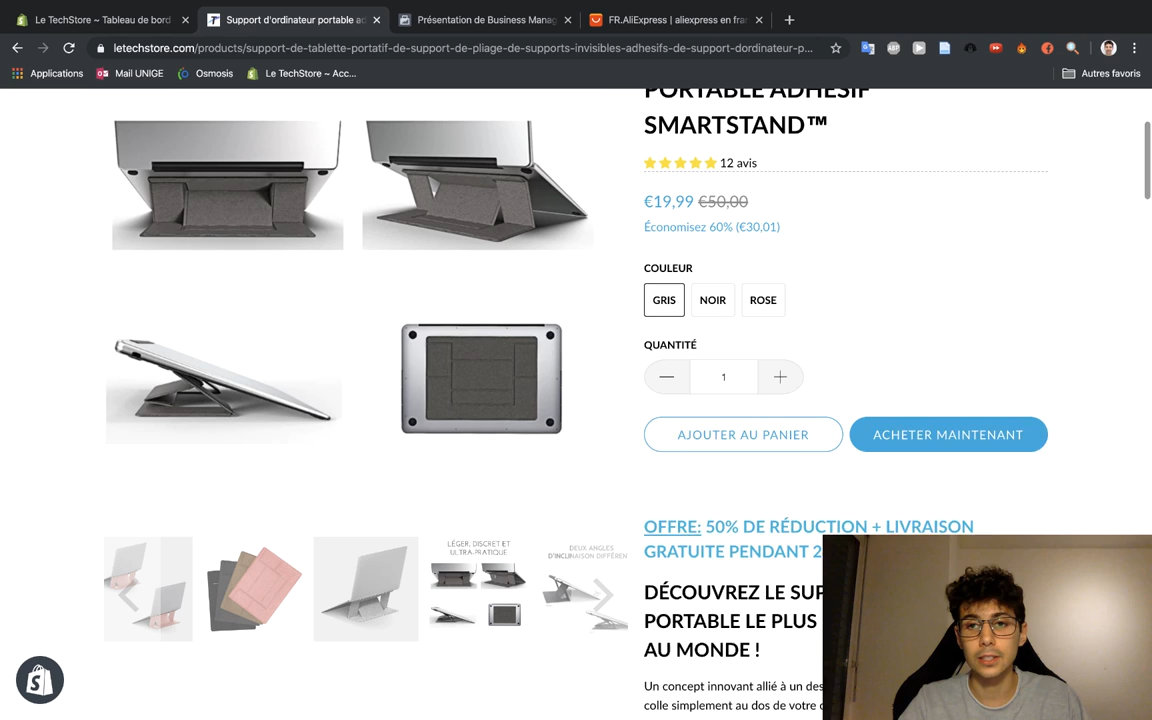 Le TechStore ~ Tableau de bord
Support d'ordinateur portable ad
Présentation de Business Manag
FR.AliExpress | aliexpress en fran
letechstore.com/products/support-de-tablette-portatif-de-support-de-pliage-de-supports-invisibles-adhesifs-de-support-dordinateur-p...
Applications
Mail UNIGE
Osmosis
Le TechStore ~ Acc...
Autres favoris
PORTABLE ADHÉSIF
SMARTSTAND™
12 avis
€19,99 €50,00
Économisez 60% (€30,01)
COULEUR
GRIS
NOIR
ROSE
QUANTITÉ
1
AJOUTER AU PANIER
ACHETER MAINTENANT
LÉGER, DISCRET ET
ULTRA-PRATIQUE
DEUX ANGLES
D'INCLINAISON DIFFÉREN
OFFRE: 50% DE RÉDUCTION + LIVRAISON
GRATUITE PENDANT 2
DÉCOUVREZ LE SUP
PORTABLE LE PLUS
AU MONDE !
Un concept innovant allié à un des
colle simplement au dos de votre